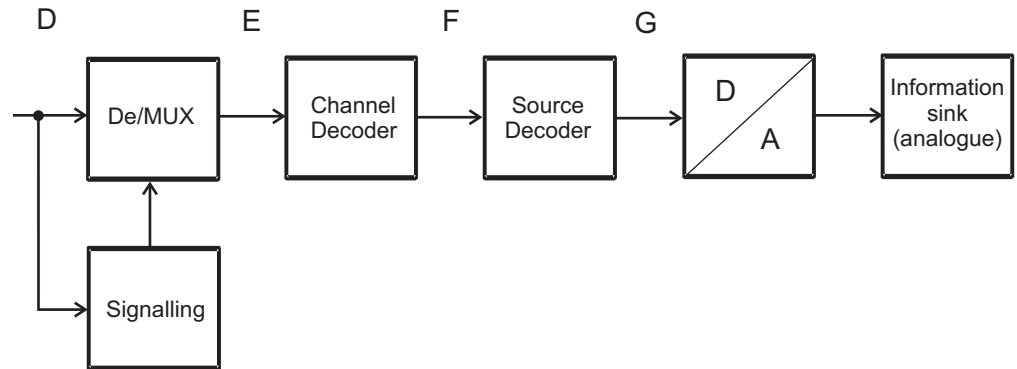 D
E
F
G
De/MUX
Channel
Decoder
Source
Decoder
D
A
Information
sink
(analogue)
Signalling